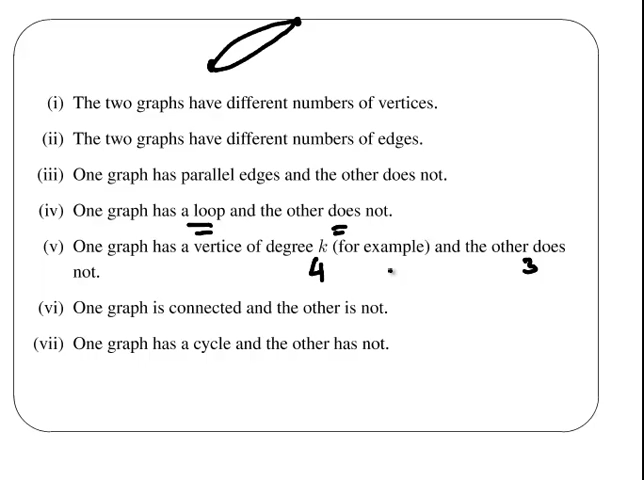 (i) The two graphs have different numbers of vertices.
(ii) The two graphs have different numbers of edges.
(iii) One graph has parallel edges and the other does not.
(iv) One graph has a loop and the other does not.
(v) One graph has a vertice of degree k (for example) and the other does
not.
4 3
(vi) One graph is connected and the other is not.
(vii) One graph has a cycle and the other has not.